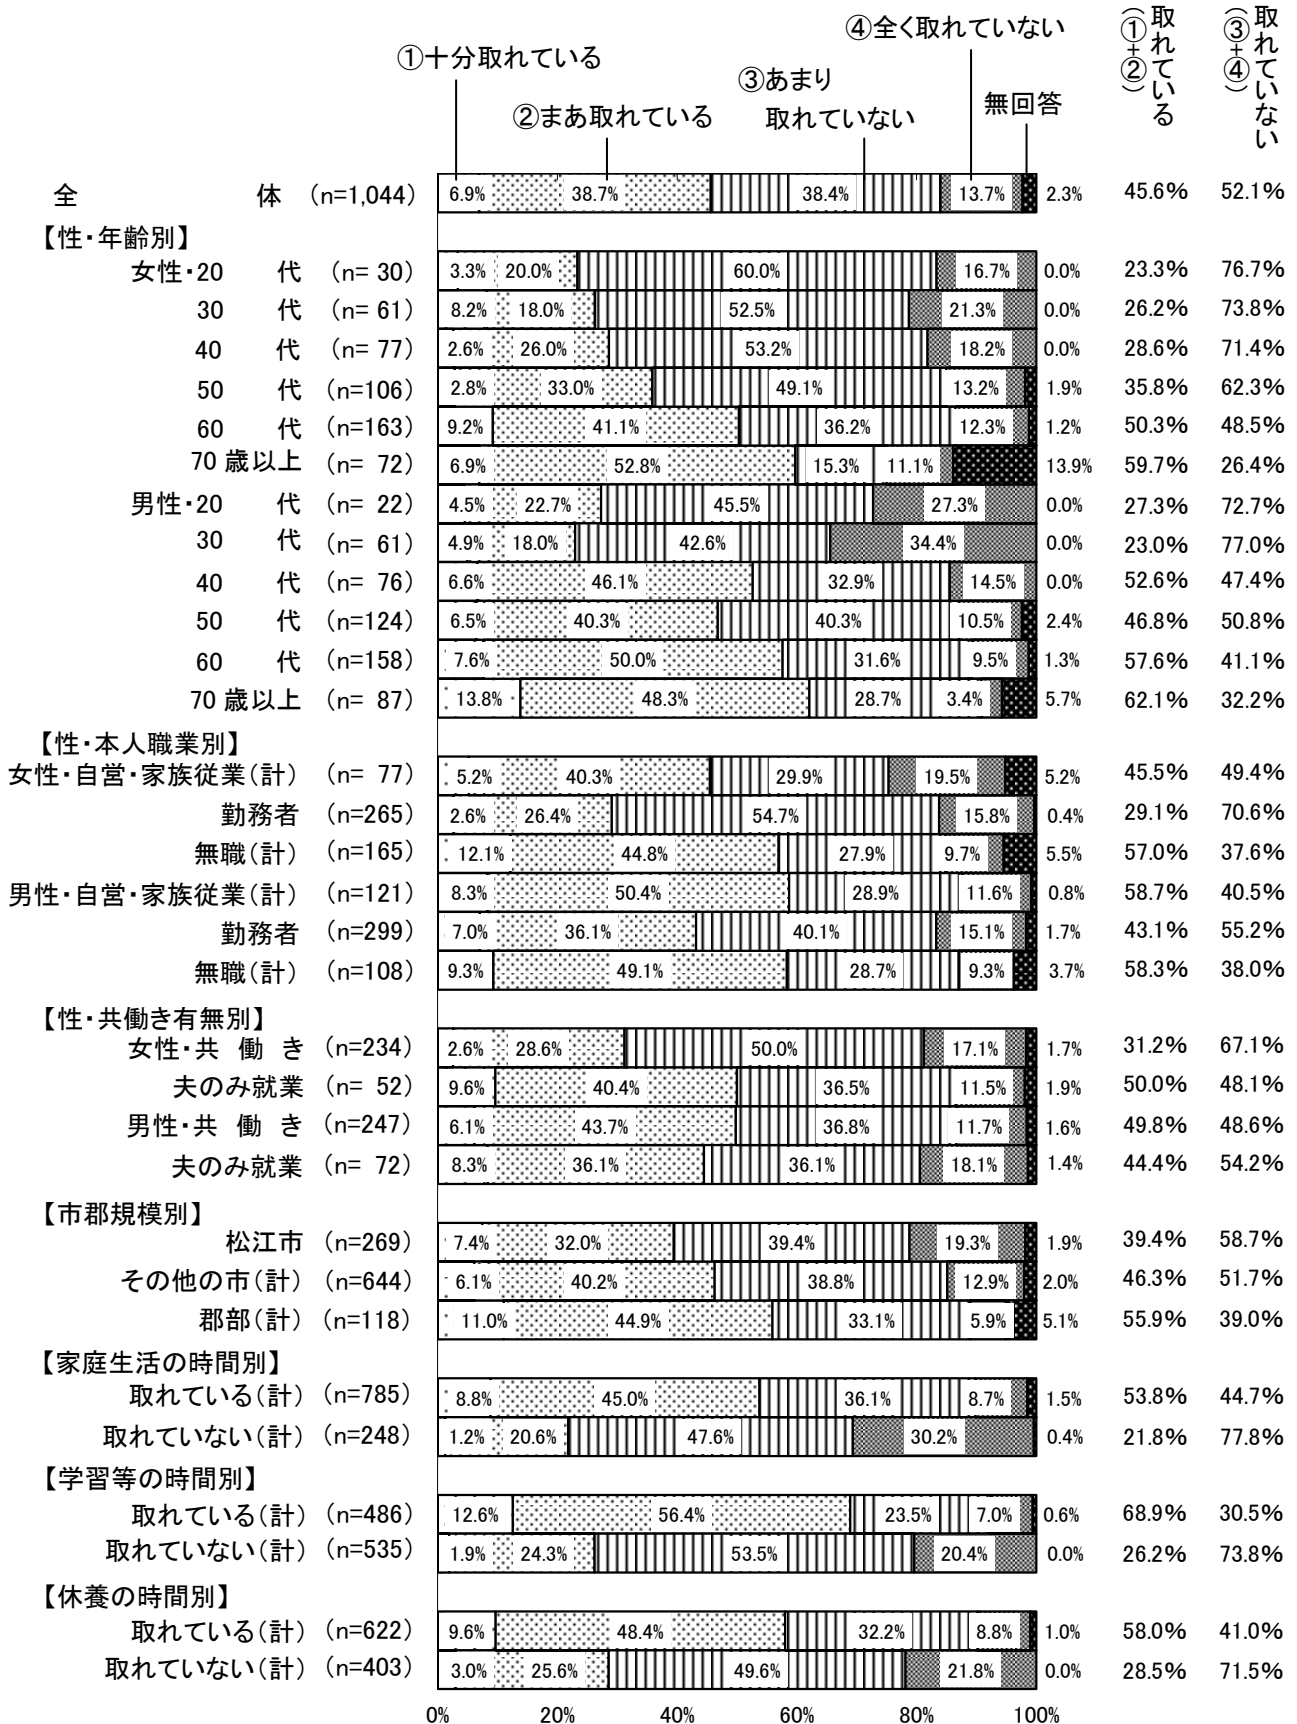 ①十分取れている
②まあ取れている
③あまり
取れていない
④全く取れていない
無回答
取れている
(①+②)
取れていない
(③+④)
全 体 (n=1,044) 6.9% 38.7% 38.4% 13.7% 2.3% 45.6% 52.1%
【性・年齢別】
女性・20 代 (n= 30) 3.3% 20.0% 60.0% 16.7% 0.0% 23.3% 76.7%
30 代 (n= 61) 8.2% 18.0% 52.5% 21.3% 0.0% 26.2% 73.8%
40 代 (n= 77) 2.6% 26.0% 53.2% 18.2% 0.0% 28.6% 71.4%
50 代 (n=106) 2.8% 33.0% 49.1% 13.2% 1.9% 35.8% 62.3%
60 代 (n=163) 9.2% 41.1% 36.2% 12.3% 1.2% 50.3% 48.5%
70 歳以上 (n= 72) 6.9% 52.8% 15.3% 11.1% 13.9% 59.7% 26.4%
男性・20 代 (n= 22) 4.5% 22.7% 45.5% 27.3% 0.0% 27.3% 72.7%
30 代 (n= 61) 4.9% 18.0% 42.6% 34.4% 0.0% 23.0% 77.0%
40 代 (n= 76) 6.6% 46.1% 32.9% 14.5% 0.0% 52.6% 47.4%
50 代 (n=124) 6.5% 40.3% 40.3% 10.5% 2.4% 46.8% 50.8%
60 代 (n=158) 7.6% 50.0% 31.6% 9.5% 1.3% 57.6% 41.1%
70 歳以上 (n= 87) 13.8% 48.3% 28.7% 3.4% 5.7% 62.1% 32.2%
【性・本人職業別】
女性・自営・家族従業(計) (n= 77) 5.2% 40.3% 29.9% 19.5% 5.2% 45.5% 49.4%
勤務者 (n=265) 2.6% 26.4% 54.7% 15.8% 0.4% 29.1% 70.6%
無職(計) (n=165) 12.1% 44.8% 27.9% 9.7% 5.5% 57.0% 37.6%
男性・自営・家族従業(計) (n=121) 8.3% 50.4% 28.9% 11.6% 0.8% 58.7% 40.5%
勤務者 (n=299) 7.0% 36.1% 40.1% 15.1% 1.7% 43.1% 55.2%
無職(計) (n=108) 9.3% 49.1% 28.7% 9.3% 3.7% 58.3% 38.0%
【性・共働き有無別】
女性・共 働 き (n=234) 2.6% 28.6% 50.0% 17.1% 1.7% 31.2% 67.1%
夫のみ就業 (n= 52) 9.6% 40.4% 36.5% 11.5% 1.9% 50.0% 48.1%
男性・共 働 き (n=247) 6.1% 43.7% 36.8% 11.7% 1.6% 49.8% 48.6%
夫のみ就業 (n= 72) 8.3% 36.1% 36.1% 18.1% 1.4% 44.4% 54.2%
【市郡規模別】
松江市 (n=269) 7.4% 32.0% 39.4% 19.3% 1.9% 39.4% 58.7%
その他の市(計) (n=644) 6.1% 40.2% 38.8% 12.9% 2.0% 46.3% 51.7%
郡部(計) (n=118) 11.0% 44.9% 33.1% 5.9% 5.1% 55.9% 39.0%
【家庭生活の時間別】
取れている(計) (n=785) 8.8% 45.0% 36.1% 8.7% 1.5% 53.8% 44.7%
取れていない(計) (n=248) 1.2% 20.6% 47.6% 30.2% 0.4% 21.8% 77.8%
【学習等の時間別】
取れている(計) (n=486) 12.6% 56.4% 23.5% 7.0% 0.6% 68.9% 30.5%
取れていない(計) (n=535) 1.9% 24.3% 53.5% 20.4% 0.0% 26.2% 73.8%
【休養の時間別】
取れている(計) (n=622) 9.6% 48.4% 32.2% 8.8% 1.0% 58.0% 41.0%
取れていない(計) (n=403) 3.0% 25.6% 49.6% 21.8% 0.0% 28.5% 71.5%
0% 20% 40% 60% 80% 100%